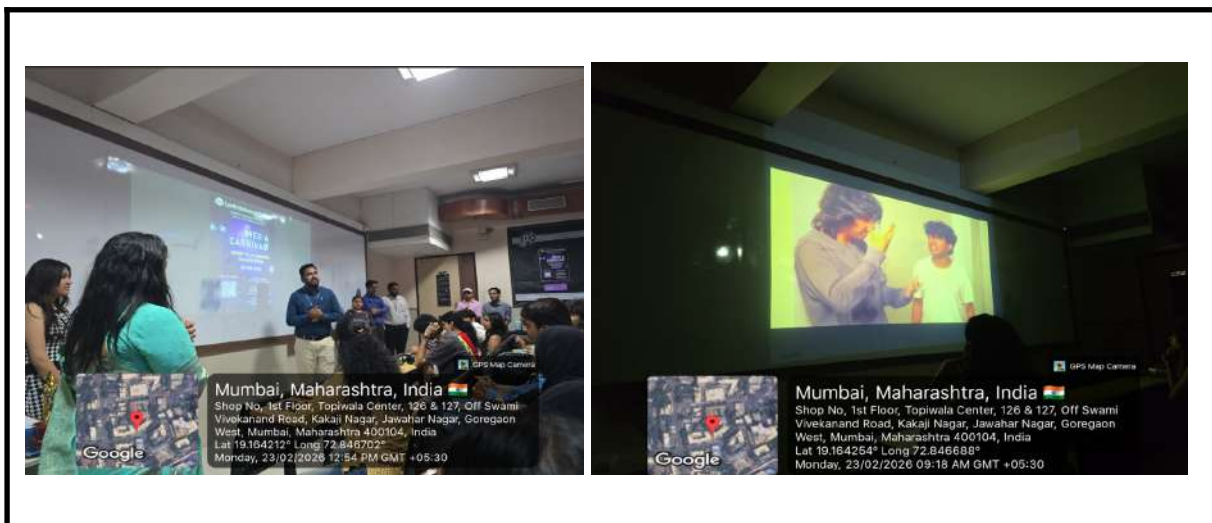 MEDIA
CARNIVAL
GPS Map Camera
Mumbai, Maharashtra, India
Shop No, 1st Floor, Topiwala Center, 126 & 127, Off Swami
Vivekanand Road, Kakaji Nagar, Jawahar Nagar, Goregaon
West, Mumbai, Maharashtra 400104, India
Lat 19.164212° Long 72.846702°
Monday, 23/02/2026 12:54 PM GMT +05:30
Google
GPS Map Camera
Mumbai, Maharashtra, India
Shop No, 1st Floor, Topiwala Center, 126 & 127, Off Swami
Vivekanand Road, Kakaji Nagar, Jawahar Nagar, Goregaon
West, Mumbai, Maharashtra 400104, India
Lat 19.164254° Long 72.846688°
Monday, 23/02/2026 09:18 AM GMT +05:30
Google